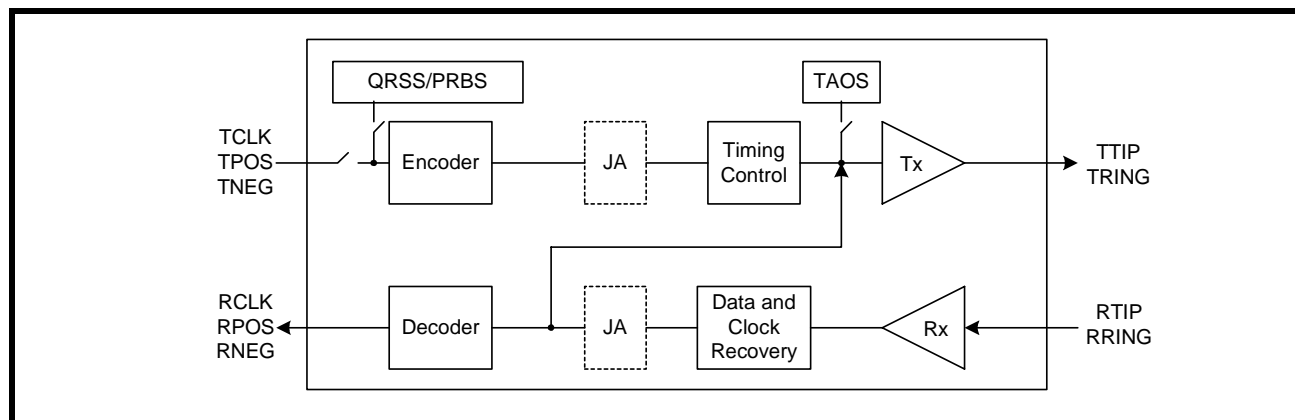 QRSS/PRBS
TAOS
TCLK
TPOS
TNEG
Encoder
JA
Timing
Control
Tx
TTIP
TRING
RCLK
RPOS
RNEG
Decoder
JA
Data and
Clock
Recovery
Rx
RTIP
RRING